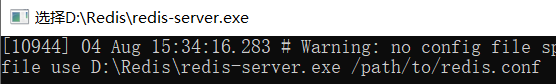 选择D:\Redis\redis-server.exe
[10944] 04 Aug 15:34:16.283 # Warning: no config file sp
file use D:\Redis\redis-server.exe /path/to/redis.conf